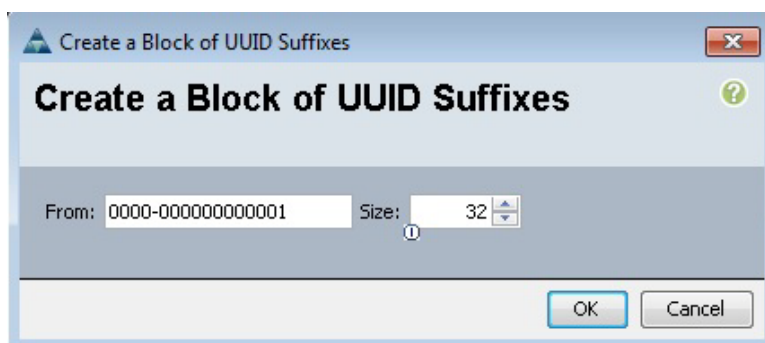 Create a Block of UUID Suffixes
Create a Block of UUID Suffixes
From: 0000-000000000001 Size: 32
OK Cancel